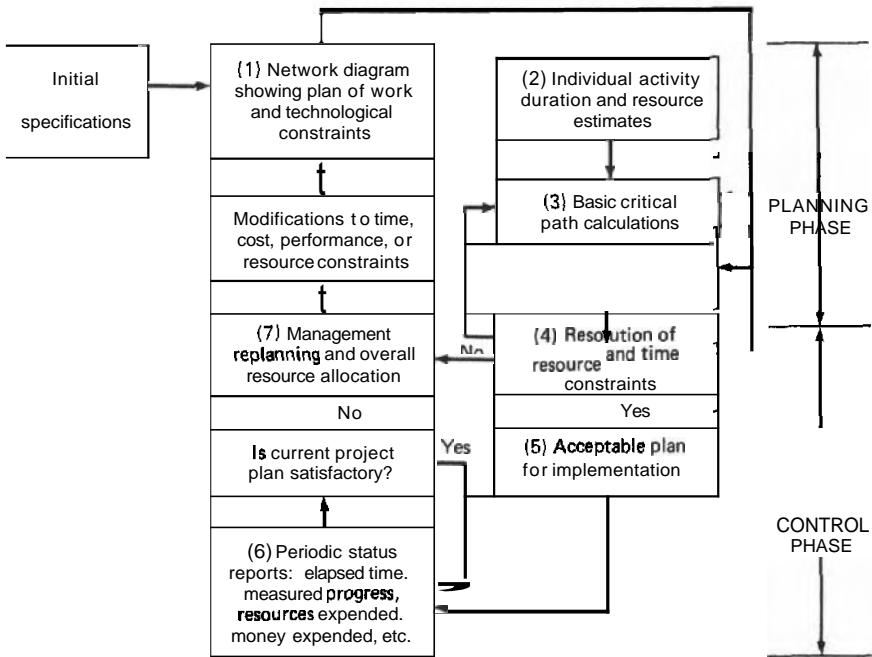 Initial
specifications
(1) Network diagram
showing plan of work
and technological
constraints
t
Modifications to time,
cost, performance, or
resource constraints
t
(7) Management
replanning and overall
resource allocation
No
Is current project
plan satisfactory?
Yes
(6) Periodic status
reports: elapsed time.
measured progress,
resources expended.
money expended, etc.
(2) Individual activity
duration and resource
estimates
(3) Basic critical
path calculations
No
(4) Resolution of
resource and time
constraints
Yes
(5) Acceptable plan
for implementation
PLANNING
PHASE
CONTROL
PHASE